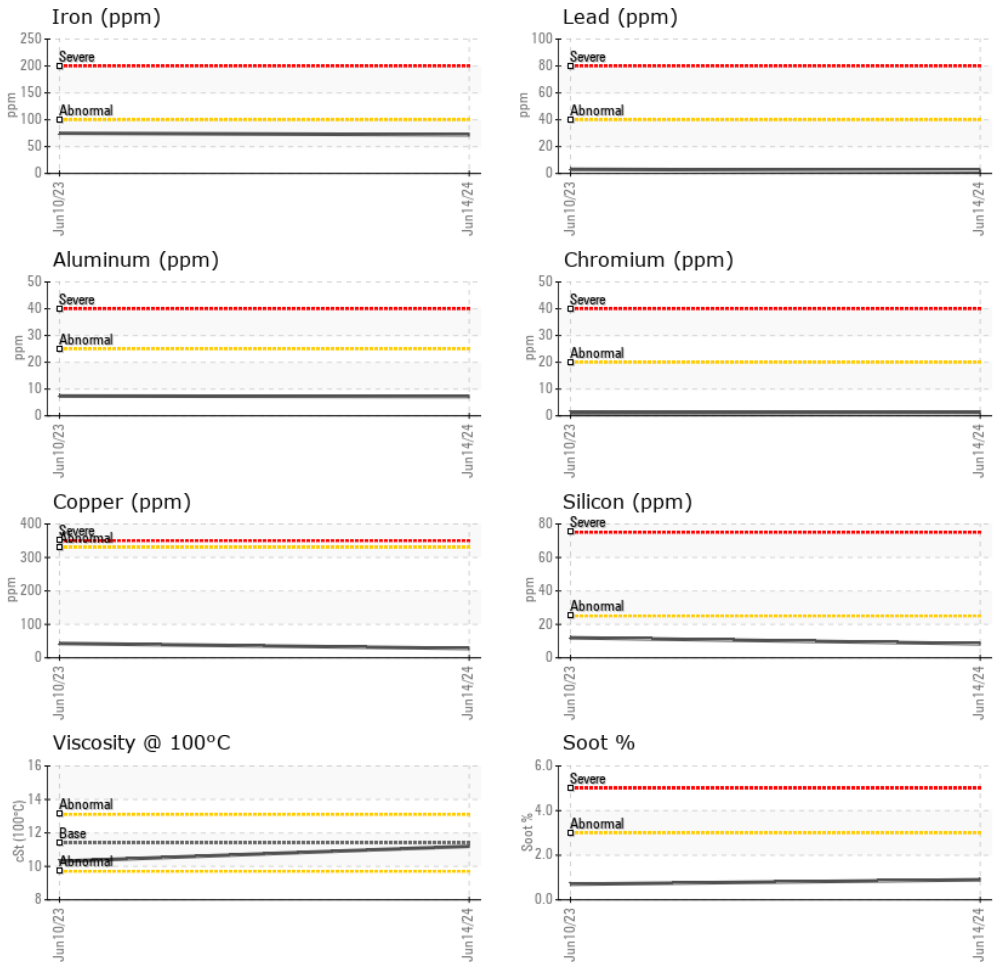 Iron (ppm)
250
200
150
100
50
0
ppm
Severe
Abnormal
Jun10/23
Jun14/24
Lead (ppm)
100
80
60
40
20
0
ppm
Severe
Abnormal
Jun10/23
Jun14/24
Aluminum (ppm)
50
40
30
20
10
0
ppm
Severe
Abnormal
Jun10/23
Jun14/24
Chromium (ppm)
50
40
30
20
10
0
ppm
Severe
Abnormal
Jun10/23
Jun14/24
Copper (ppm)
400
300
200
100
0
ppm
Severe
Abnormal
Jun10/23
Jun14/24
Silicon (ppm)
80
60
40
20
0
ppm
Severe
Abnormal
Jun10/23
Jun14/24
Viscosity @ 100°C
16
14
12
10
8
cSt (100°C)
Abnormal
Base
Abnormal
Jun10/23
Jun14/24
Soot %
6.0
4.0
2.0
0.0
Soot %
Severe
Abnormal
Jun10/23
Jun14/24